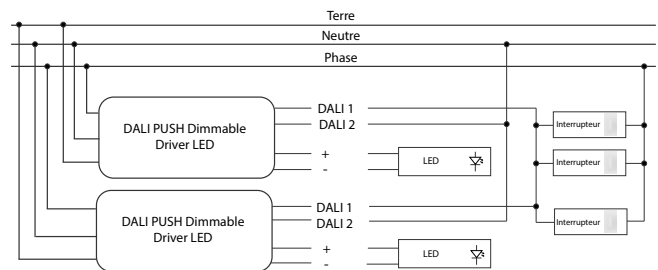 Terre
Neutre
Phase
DALI PUSH Dimmable
Driver LED
DALI 1
DALI 2
+
-
LED
Interrupteur
Interrupteur
Interrupteur
DALI PUSH Dimmable
Driver LED
DALI 1
DALI 2
+
-
LED